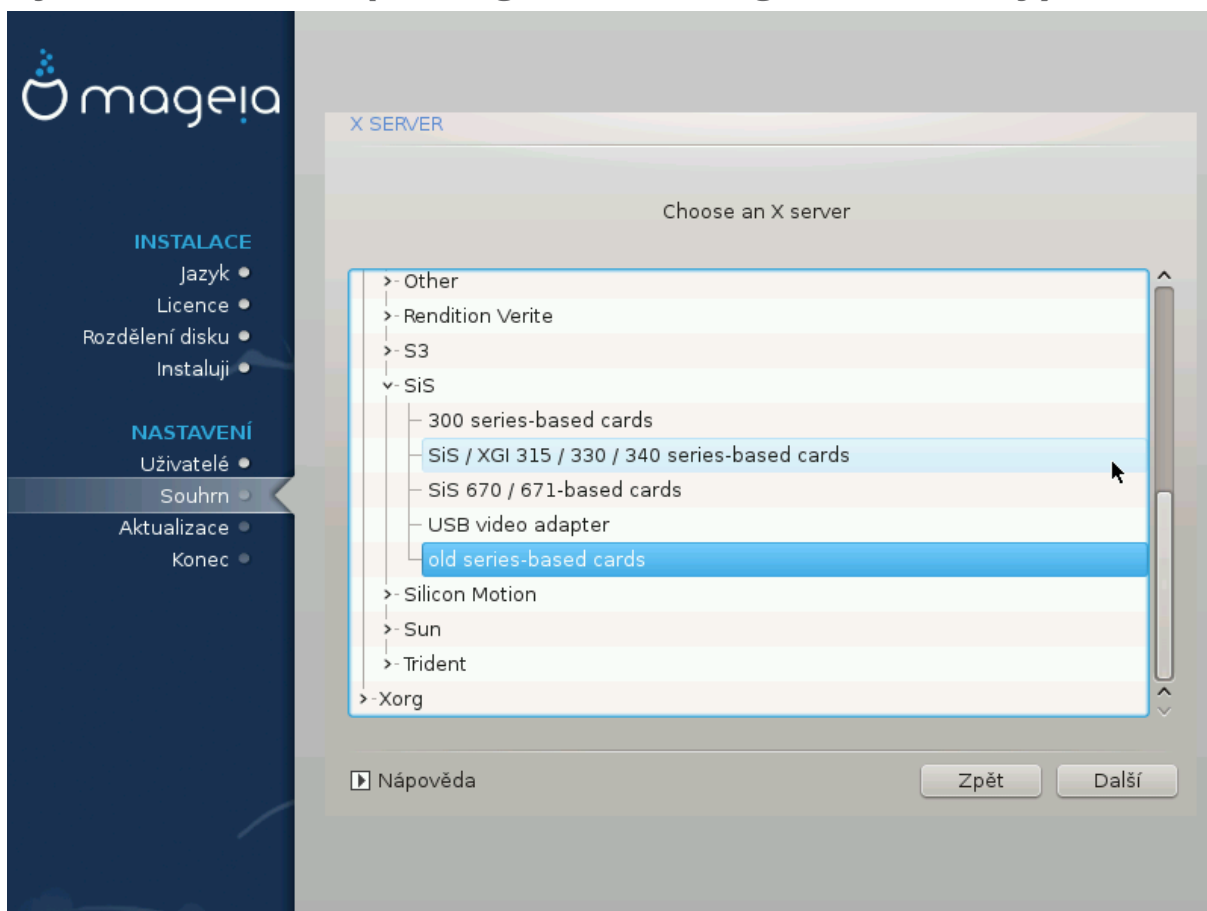 mageia
INSTALACE
Jazyk
Licence
Rozdělení disku
Instaluji
NASTAVENÍ
Uživatelé
Souhrn
Aktualizace
Konec
X SERVER
Choose an X server
Other
Rendition Verite
S3
SiS
300 series-based cards
SiS / XGI 315 / 330 / 340 series-based cards
SiS 670 / 671-based cards
USB video adapter
old series-based cards
Silicon Motion
Sun
Trident
Xorg
Nápověda
Zpět
Další